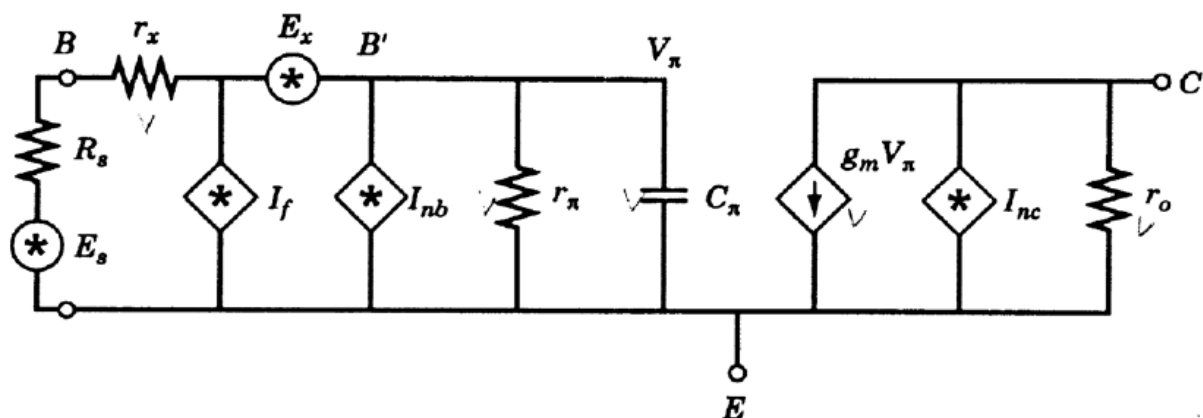 B r_x E_x B' V_π
C
R_s I_f I_nb r_π C_π g_m V_π I_nc r_o
E_s
E